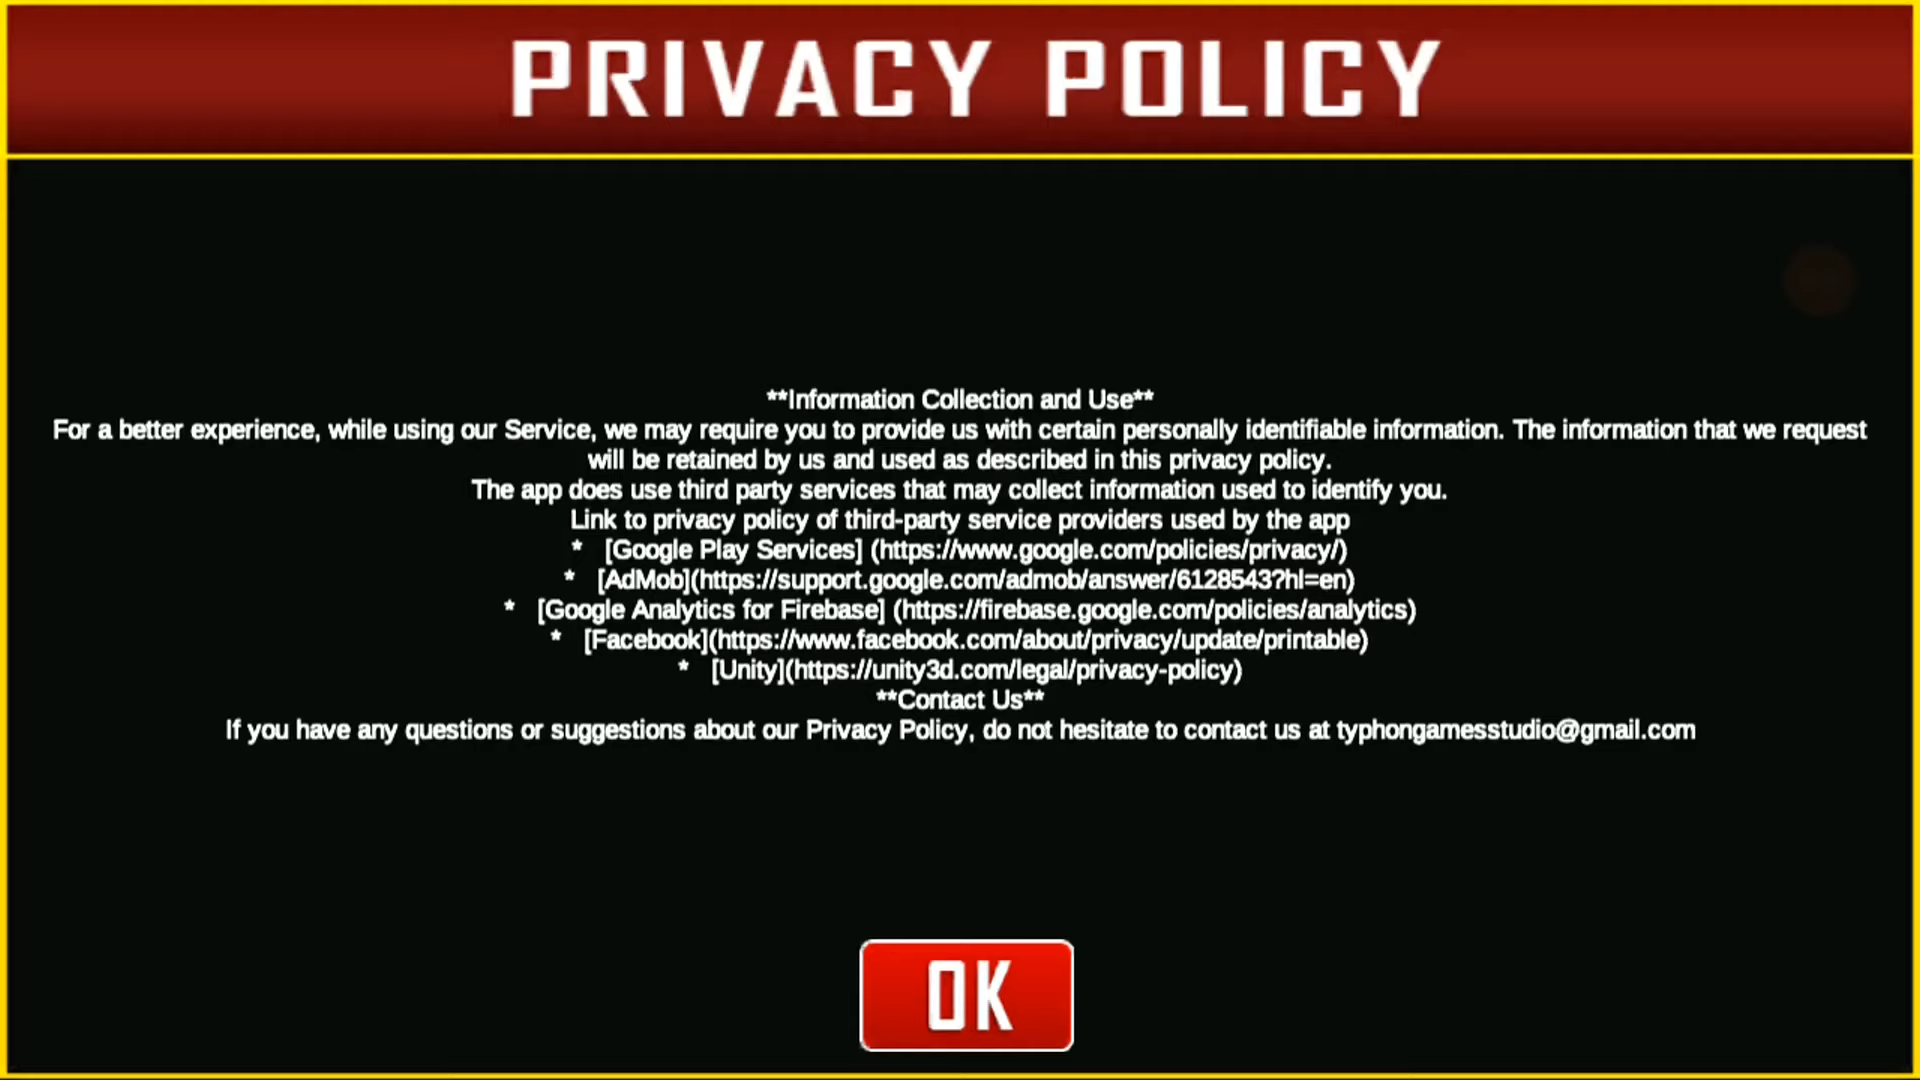 PRIVACY POLICY
**Information Collection and Use**
For a better experience, while using our Service, we may require you to provide us with certain personally identifiable information. The information that we request
will be retained by us and used as described in this privacy policy.
The app does use third party services that may collect information used to identify you.
Link to privacy policy of third-party service providers used by the app
* [Google Play Services] (https://www.google.com/policies/privacy/)
* [AdMob](https://support.google.com/admob/answer/6128543?hl=en)
* [Google Analytics for Firebase] (https://firebase.google.com/policies/analytics)
* [Facebook](https://www.facebook.com/about/privacy/update/printable)
* [Unity](https://unity3d.com/legal/privacy-policy)
**Contact Us**
If you have any questions or suggestions about our Privacy Policy, do not hesitate to contact us at typhongamesstudio@gmail.com
OK